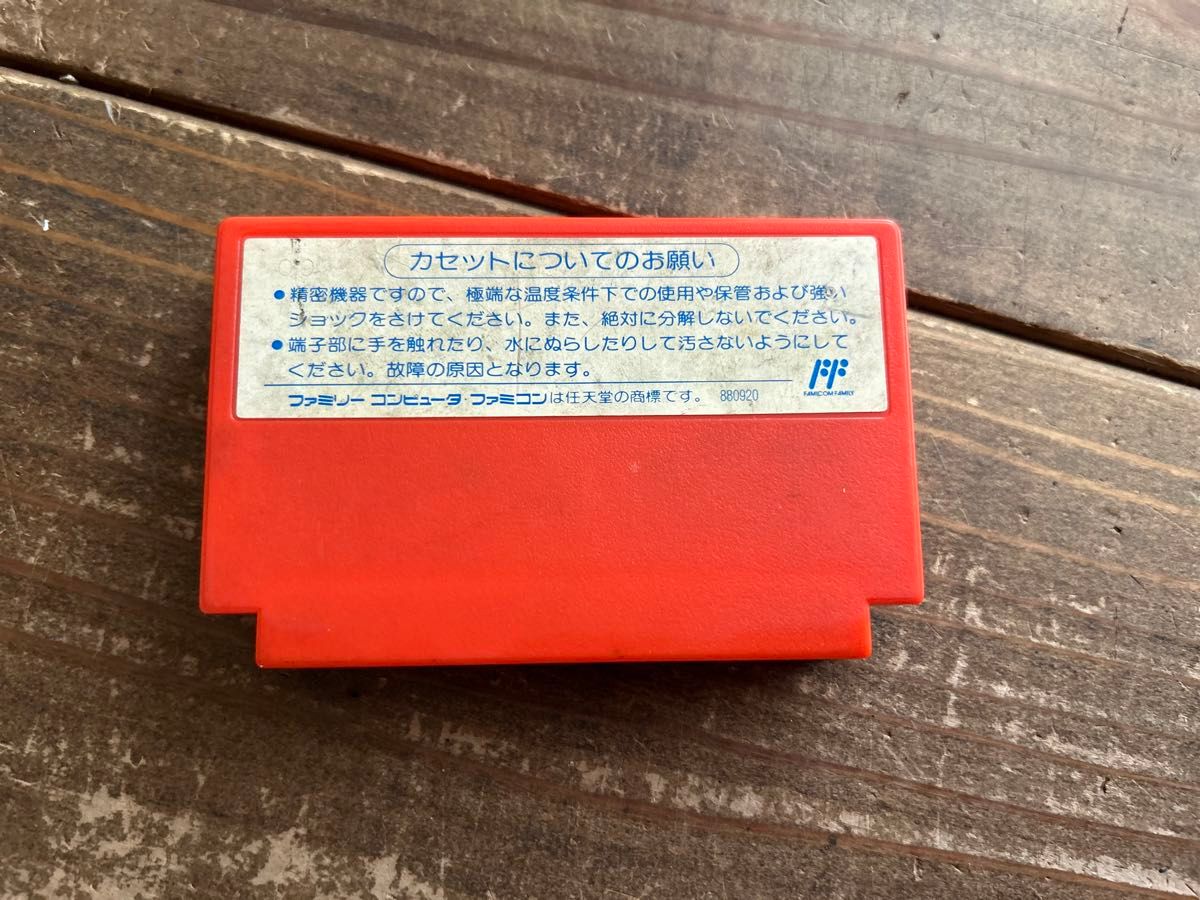 カセットについてのお願い
●精密機器ですので、極端な温度条件下での使用や保管および強い
ショックをさけてください。また、絶対に分解しないでください。
●端子部に手を触れたり、水にぬらしたりして汚さないようにして
ください。故障の原因となります。
FF
FAMICOM FAMILY
ファミリー コンピュータ・ファミコンは任天堂の商標です。 880920